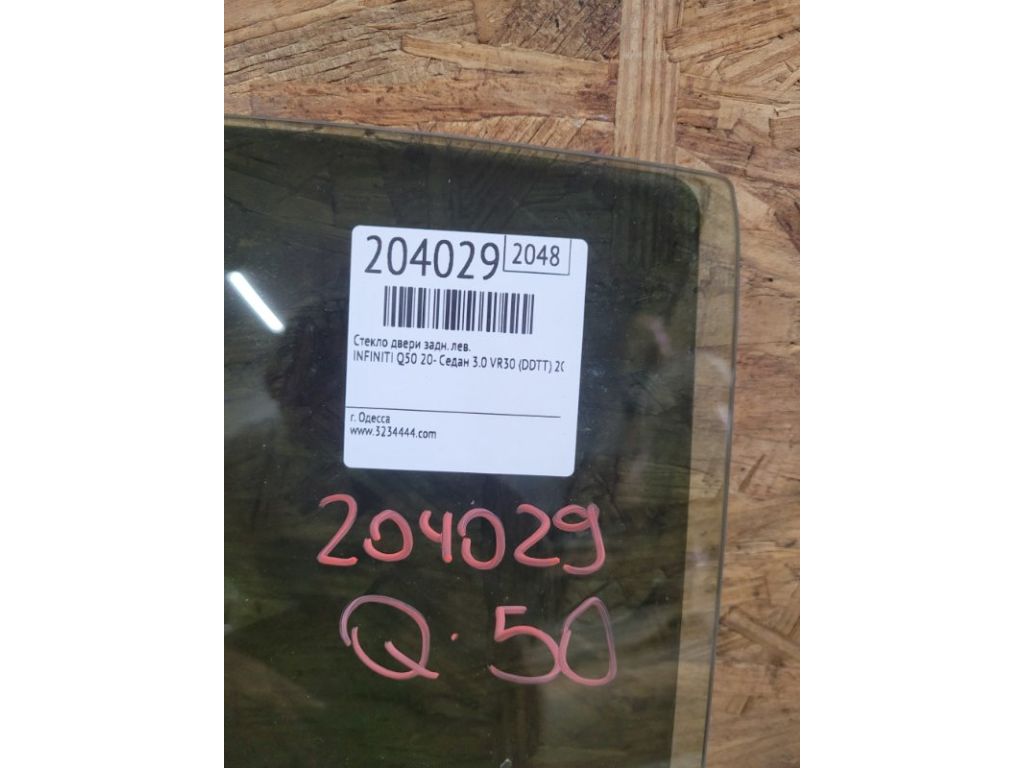 204029 2048
Стекло двери задн. лев.
INFINITI Q50 20- Седан 3.0 VR30 (DDTT) 20
г. Одесса
www.3234444.com
204029
Q.50